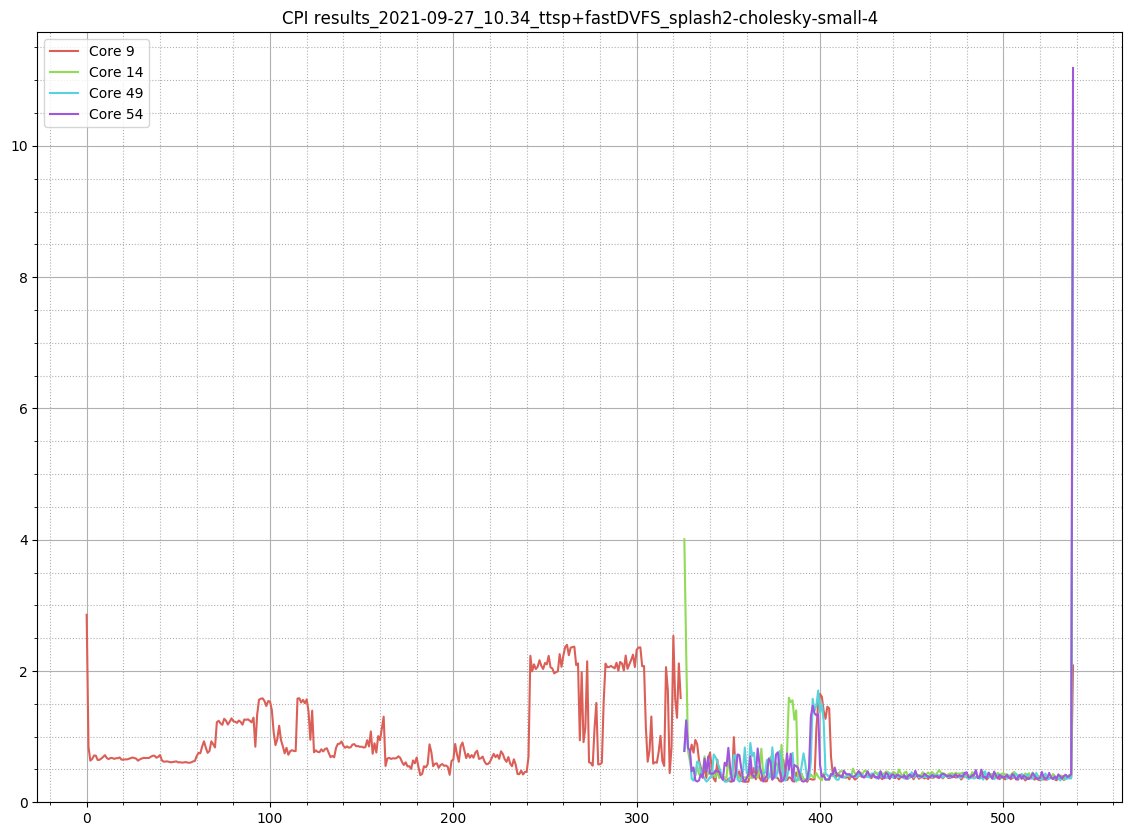 CPI results_2021-09-27_10.34_ttsp+fastDVFS_splash2-cholesky-small-4
Core 9
Core 14
Core 49
Core 54
10
8
6
4
2
0
0 100 200 300 400 500